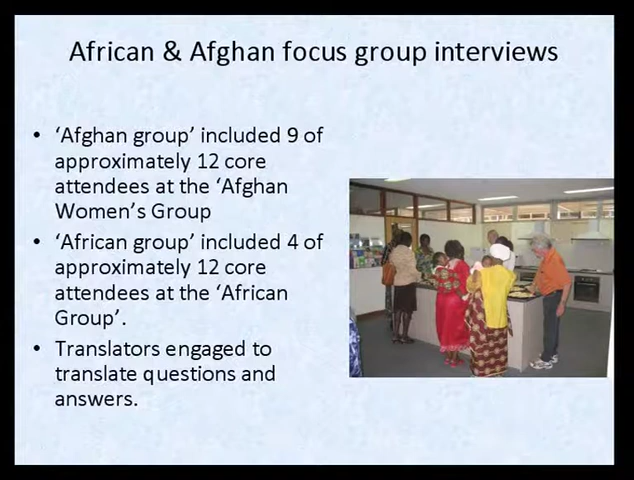 African & Afghan focus group interviews
• ‘Afghan group’ included 9 of
approximately 12 core
attendees at the ‘Afghan
Women’s Group
• ‘African group’ included 4 of
approximately 12 core
attendees at the ‘African
Group’.
• Translators engaged to
translate questions and
answers.